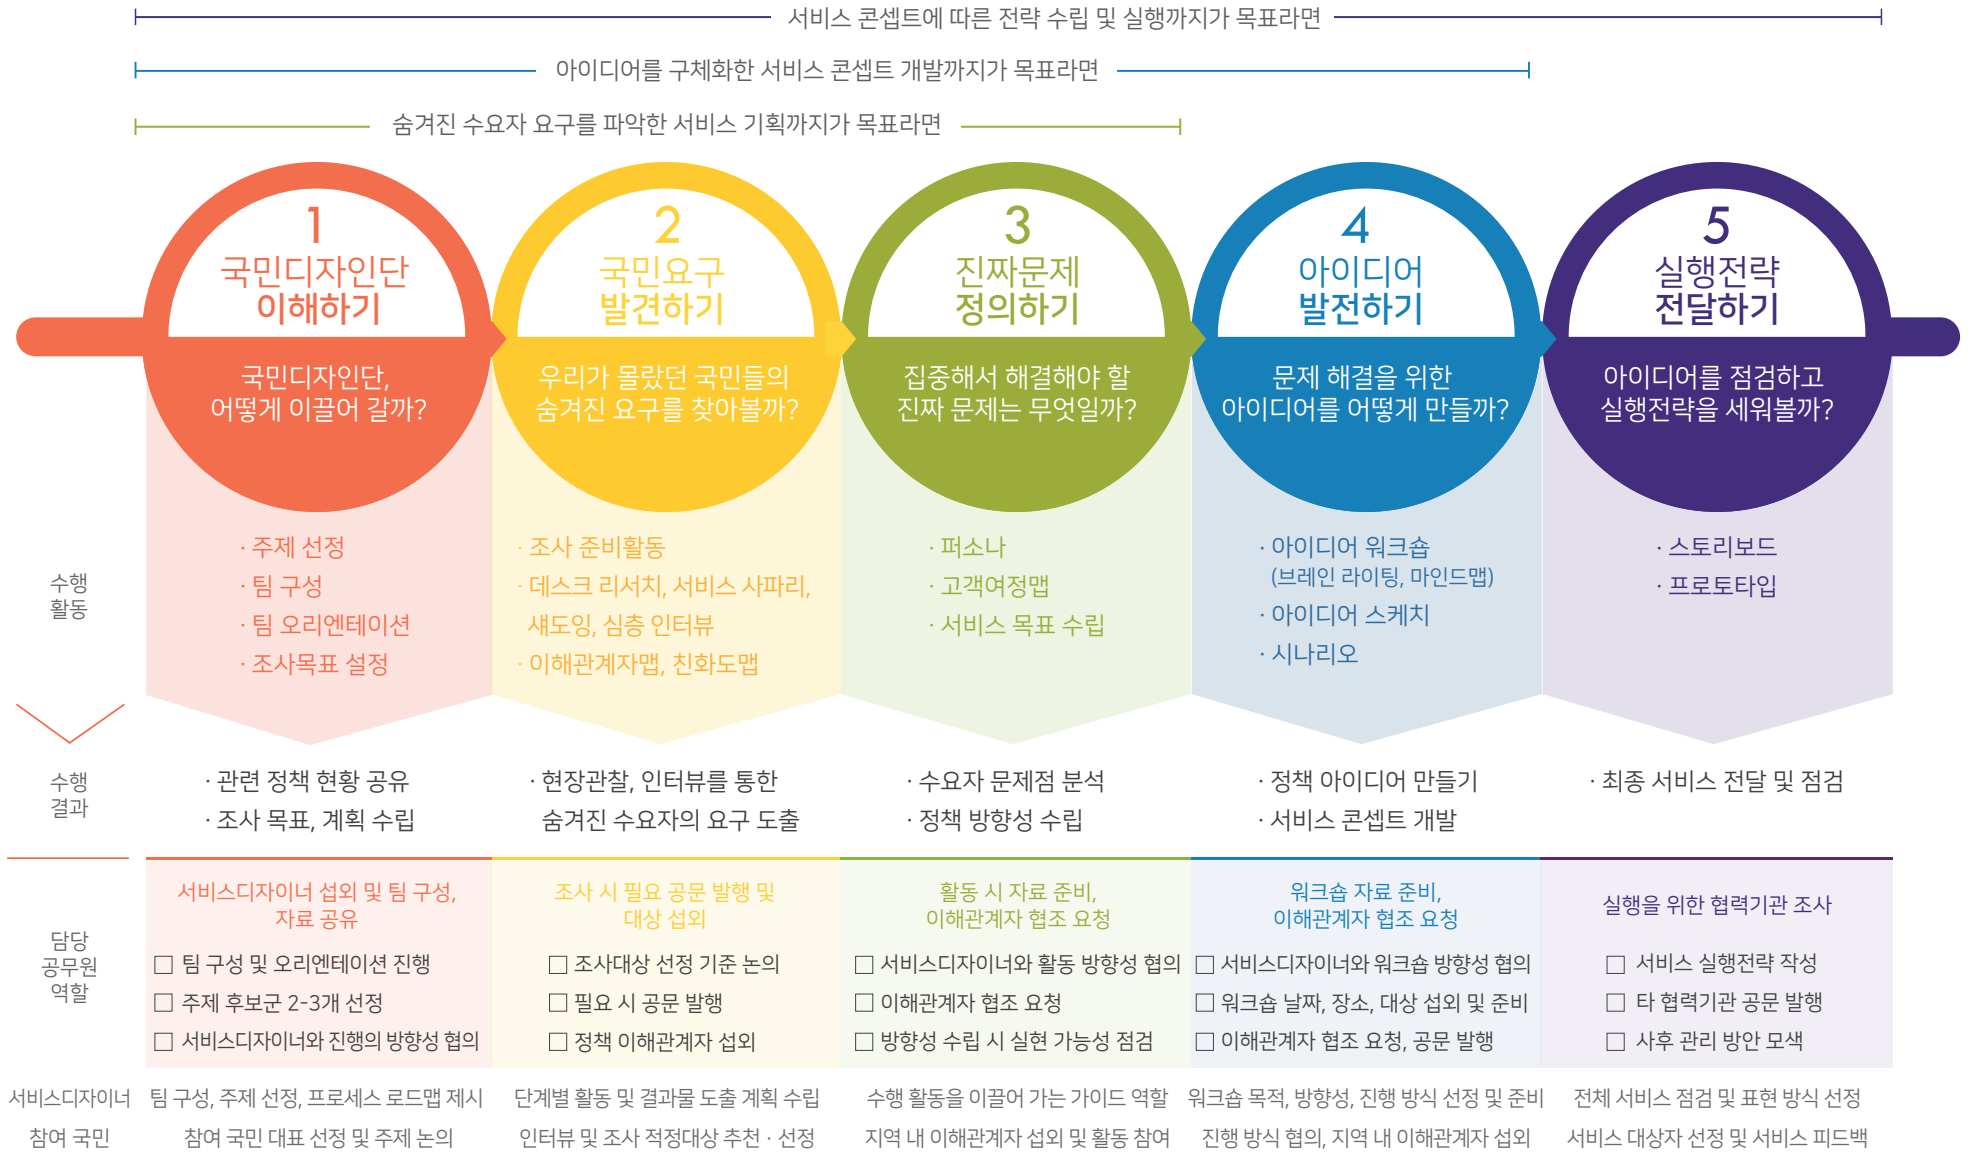 서비스 콘셉트에 따른 전략 수립 및 실행까지가 목표라면
아이디어를 구체화한 서비스 콘셉트 개발까지가 목표라면
숨겨진 수요자 요구를 파악한 서비스 기획까지가 목표라면
1
국민디자인단
이해하기
국민디자인단,
어떻게 이끌어 갈까?
2
국민요구
발견하기
우리가 몰랐던 국민들의
숨겨진 요구를 찾아볼까?
3
진짜문제
정의하기
집중해서 해결해야 할
진짜 문제는 무엇일까?
4
아이디어
발전하기
문제 해결을 위한
아이디어를 어떻게 만들까?
5
실행전략
전달하기
아이디어를 점검하고
실행전략을 세워볼까?
수행
활동
· 주제 선정
· 팀 구성
· 팀 오리엔테이션
· 조사목표 설정
· 조사 준비활동
· 데스크 리서치, 서비스 사파리,
섀도잉, 심층 인터뷰
· 이해관계자맵, 친화도맵
· 퍼소나
· 고객여정맵
· 서비스 목표 수립
· 아이디어 워크숍
(브레인 라이팅, 마인드맵)
· 아이디어 스케치
· 시나리오
· 스토리보드
· 프로토타입
수행
결과
· 관련 정책 현황 공유
· 조사 목표, 계획 수립
· 현장관찰, 인터뷰를 통한
숨겨진 수요자의 요구 도출
· 수요자 문제점 분석
· 정책 방향성 수립
· 정책 아이디어 만들기
· 서비스 콘셉트 개발
· 최종 서비스 전달 및 점검
담당
공무원
역할
서비스디자이너 섭외 및 팀 구성,
자료 공유
□ 팀 구성 및 오리엔테이션 진행
□ 주제 후보군 2-3개 선정
□ 서비스디자이너와 진행의 방향성 협의
조사 시 필요 공문 발행 및
대상 섭외
□ 조사대상 선정 기준 논의
□ 필요 시 공문 발행
□ 정책 이해관계자 섭외
활동 시 자료 준비,
이해관계자 협조 요청
□ 서비스디자이너와 활동 방향성 협의
□ 이해관계자 협조 요청
□ 방향성 수립 시 실현 가능성 점검
워크숍 자료 준비,
이해관계자 협조 요청
□ 서비스디자이너와 워크숍 방향성 협의
□ 워크숍 날짜, 장소, 대상 섭외 및 준비
□ 이해관계자 협조 요청, 공문 발행
실행을 위한 협력기관 조사
□ 서비스 실행전략 작성
□ 타 협력기관 공문 발행
□ 사후 관리 방안 모색
서비스디자이너
팀 구성, 주제 선정, 프로세스 로드맵 제시
단계별 활동 및 결과물 도출 계획 수립
수행 활동을 이끌어 가는 가이드 역할
워크숍 목적, 방향성, 진행 방식 선정 및 준비
전체 서비스 점검 및 표현 방식 선정
참여 국민
참여 국민 대표 선정 및 주제 논의
인터뷰 및 조사 적정대상 추천 · 선정
지역 내 이해관계자 섭외 및 활동 참여
진행 방식 협의, 지역 내 이해관계자 섭외
서비스 대상자 선정 및 서비스 피드백